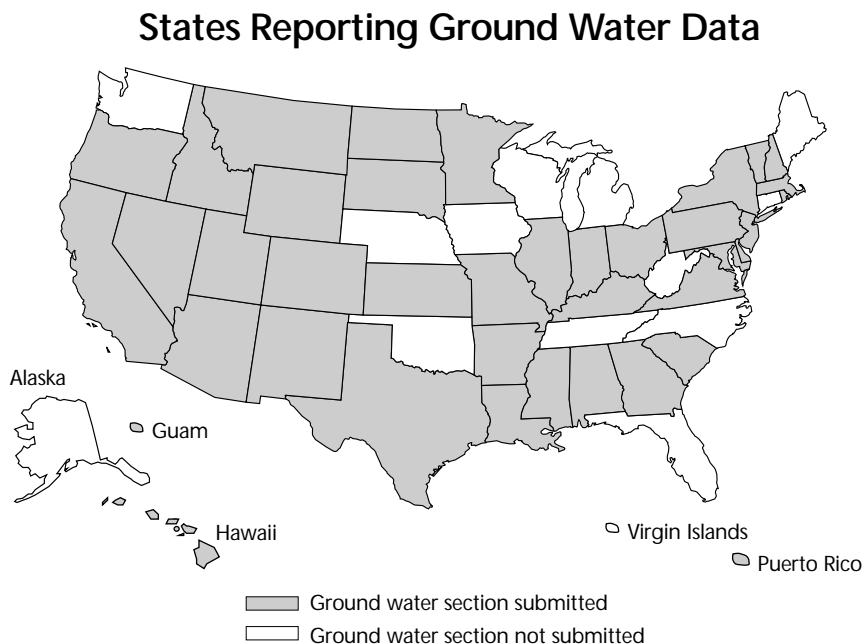 States Reporting Ground Water Data
Alaska
Guam
Hawaii
Virgin Islands
Puerto Rico
Ground water section submitted
Ground water section not submitted